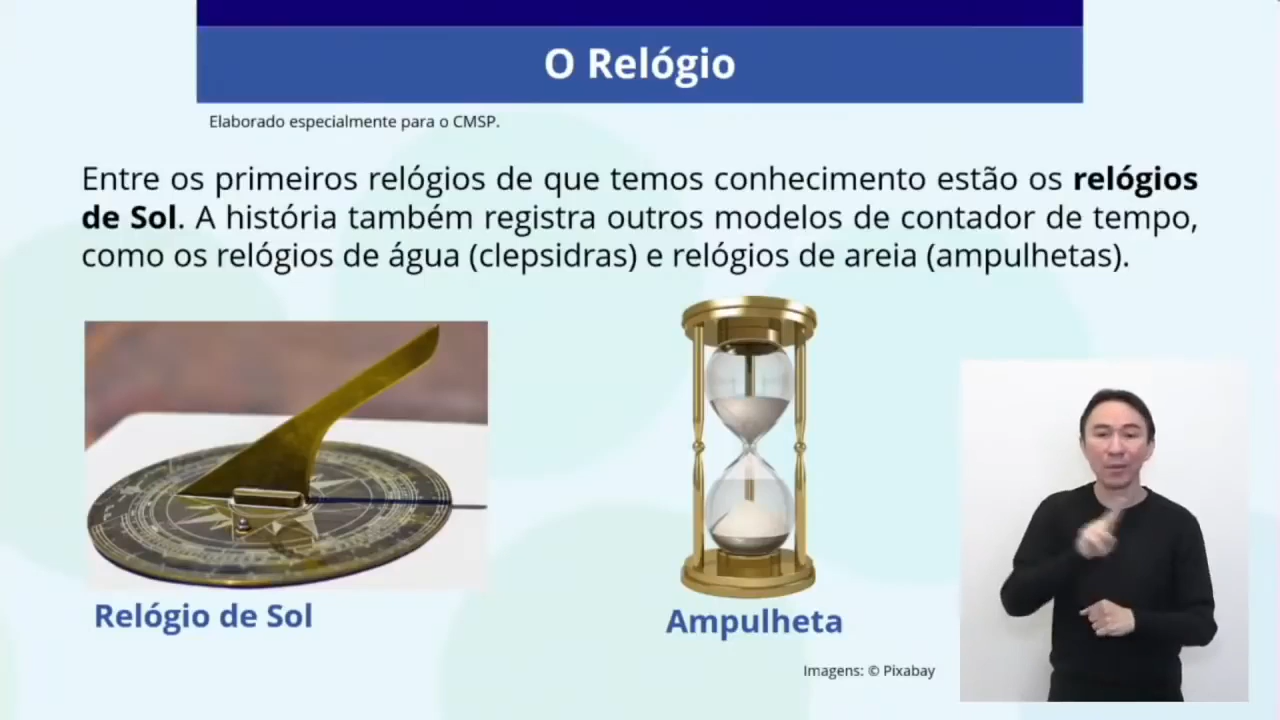 O Relógio
Elaborado especialmente para o CMSP.
Entre os primeiros relógios de que temos conhecimento estão os relógios
de Sol. A história também registra outros modelos de contador de tempo,
como os relógios de água (clepsidras) e relógios de areia (ampulhetas).
Relógio de Sol
Ampulheta
Imagens: © Pixabay